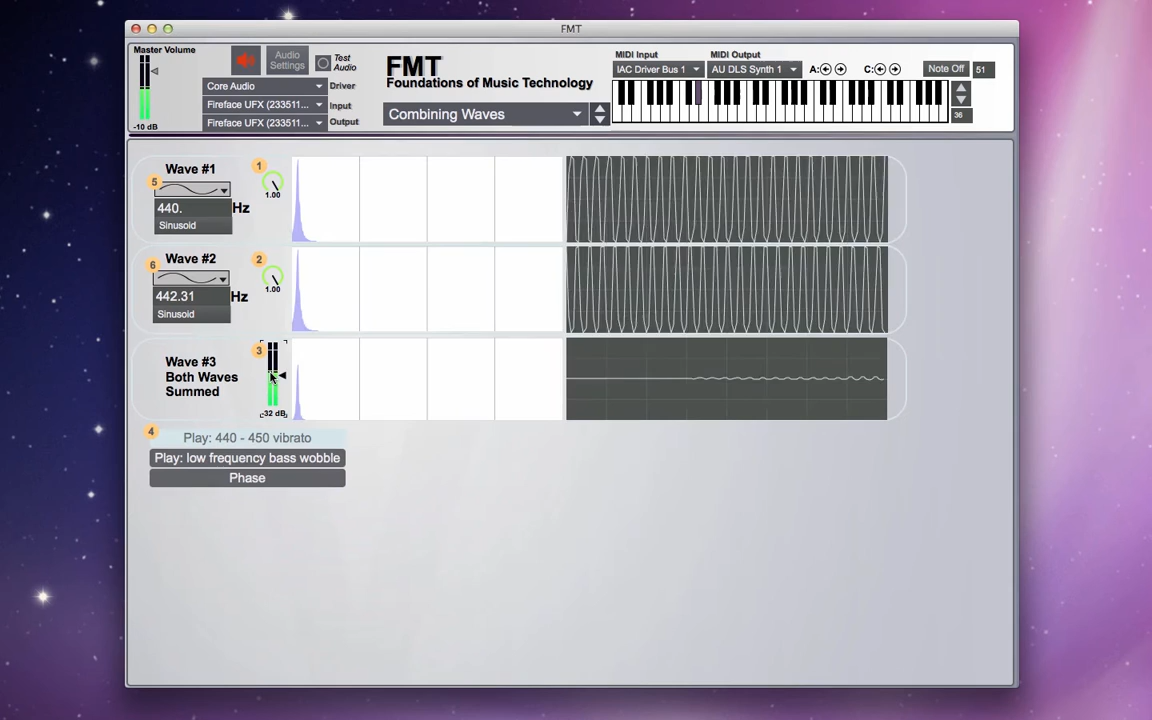 FMT
Master Volume
-10 dB
Audio Settings
Test Audio
Core Audio
Driver
Fireface UFX (233511...
Input
Fireface UFX (233511...
Output
FMT
Foundations of Music Technology
Combining Waves
MIDI Input
IAC Driver Bus 1
MIDI Output
AU DLS Synth 1
A:
C:
Note Off
51
36
Wave #1
5
440.
Hz
Sinusoid
1
1.00
Wave #2
6
442.31
Hz
Sinusoid
2
1.00
Wave #3
Both Waves
Summed
3
-32 dB
4
Play: 440 - 450 vibrato
Play: low frequency bass wobble
Phase